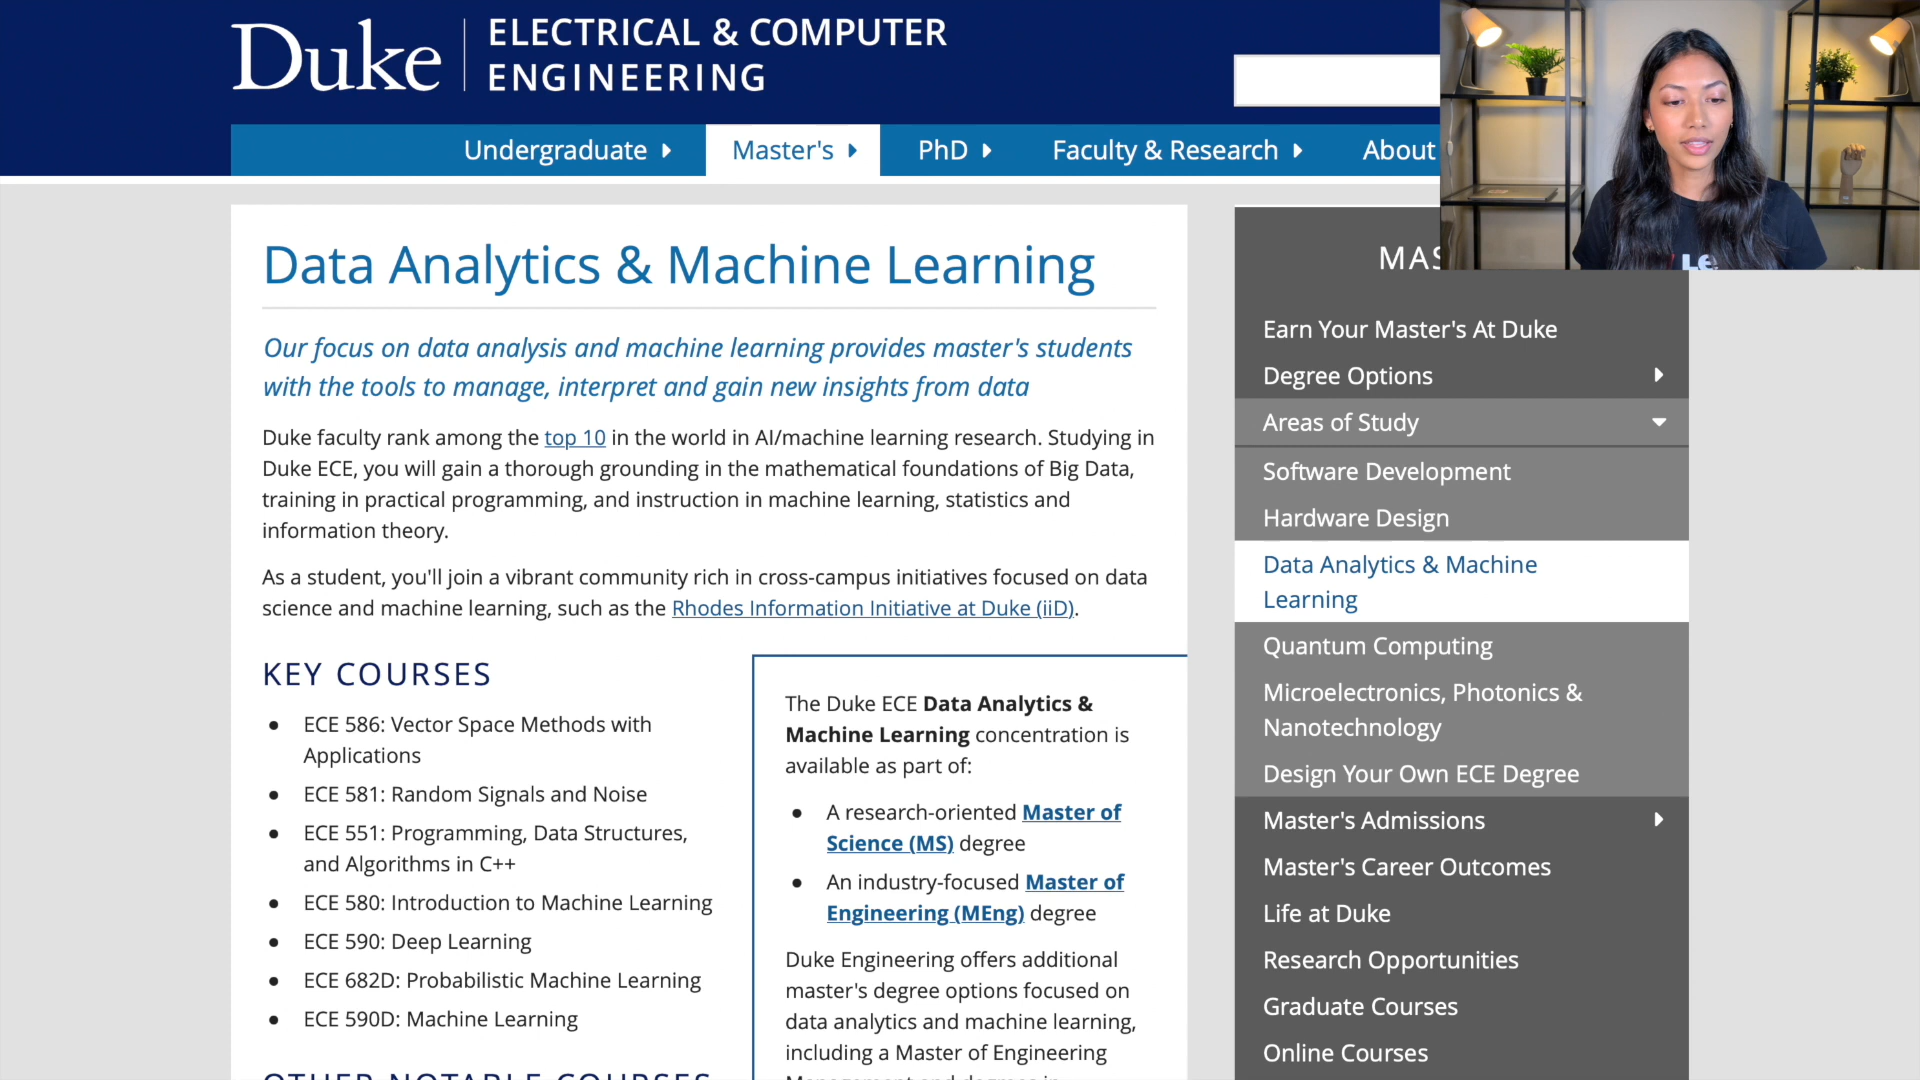 Duke
ELECTRICAL & COMPUTER
ENGINEERING
Undergraduate
Master's
PhD
Faculty & Research
About
Data Analytics & Machine Learning
Our focus on data analysis and machine learning provides master's students
with the tools to manage, interpret and gain new insights from data
Duke faculty rank among the top 10 in the world in AI/machine learning research. Studying in
Duke ECE, you will gain a thorough grounding in the mathematical foundations of Big Data,
training in practical programming, and instruction in machine learning, statistics and
information theory.
As a student, you'll join a vibrant community rich in cross-campus initiatives focused on data
science and machine learning, such as the Rhodes Information Initiative at Duke (iiD).
KEY COURSES
ECE 586: Vector Space Methods with
Applications
ECE 581: Random Signals and Noise
ECE 551: Programming, Data Structures,
and Algorithms in C++
ECE 580: Introduction to Machine Learning
ECE 590: Deep Learning
ECE 682D: Probabilistic Machine Learning
ECE 590D: Machine Learning
OTHER NOTABLE COURSES
The Duke ECE Data Analytics &
Machine Learning concentration is
available as part of:
A research-oriented Master of
Science (MS) degree
An industry-focused Master of
Engineering (MEng) degree
Duke Engineering offers additional
master's degree options focused on
data analytics and machine learning,
including a Master of Engineering
MAS
Earn Your Master's At Duke
Degree Options
Areas of Study
Software Development
Hardware Design
Data Analytics & Machine
Learning
Quantum Computing
Microelectronics, Photonics &
Nanotechnology
Design Your Own ECE Degree
Master's Admissions
Master's Career Outcomes
Life at Duke
Research Opportunities
Graduate Courses
Online Courses